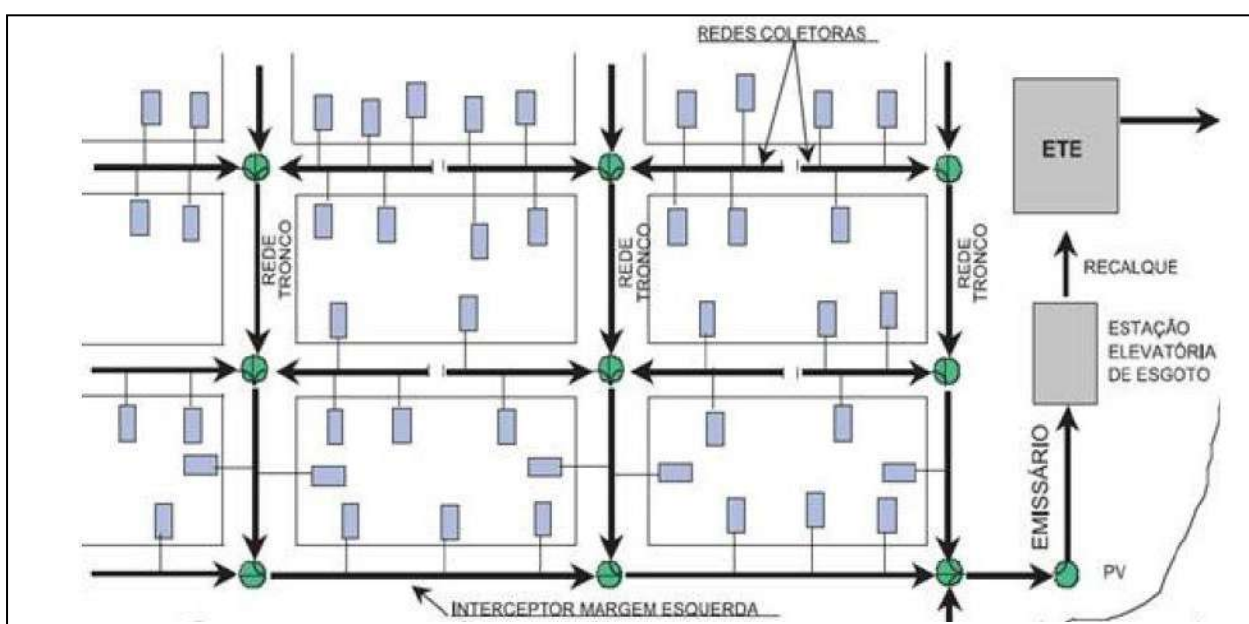 REDES COLETORAS
ETE
REDE
TRONCO
REDE
TRONCO
REDE
TRONCO
RECALQUE
ESTAÇÃO
ELEVATÓRIA
DE ESGOTO
EMISSÁRIO
PV
INTERCEPTOR MARGEM ESQUERDA